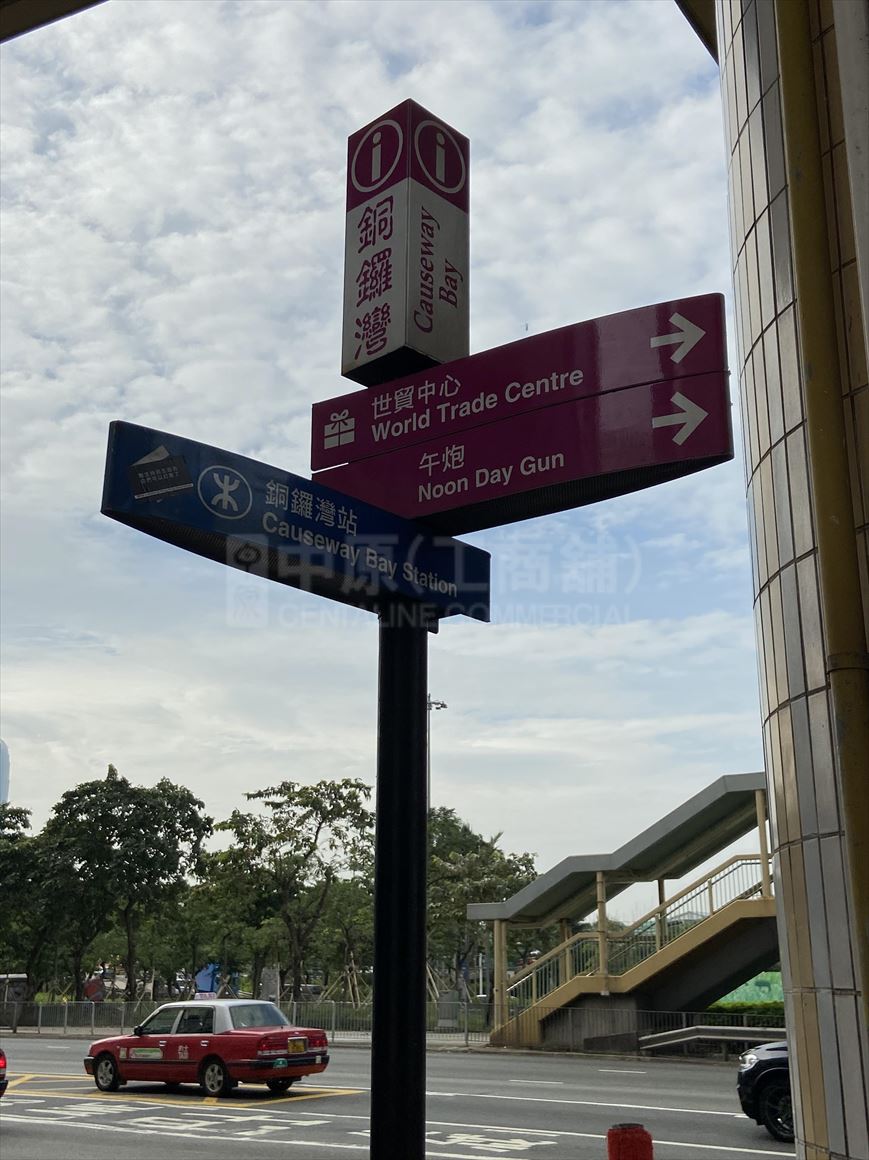 銅鑼灣
Causeway
Bay
世貿中心
World Trade Centre
午炮
Noon Day Gun
銅鑼灣站
Causeway Bay Station
中原(工商舖)
CENTALINE COMMERCIAL